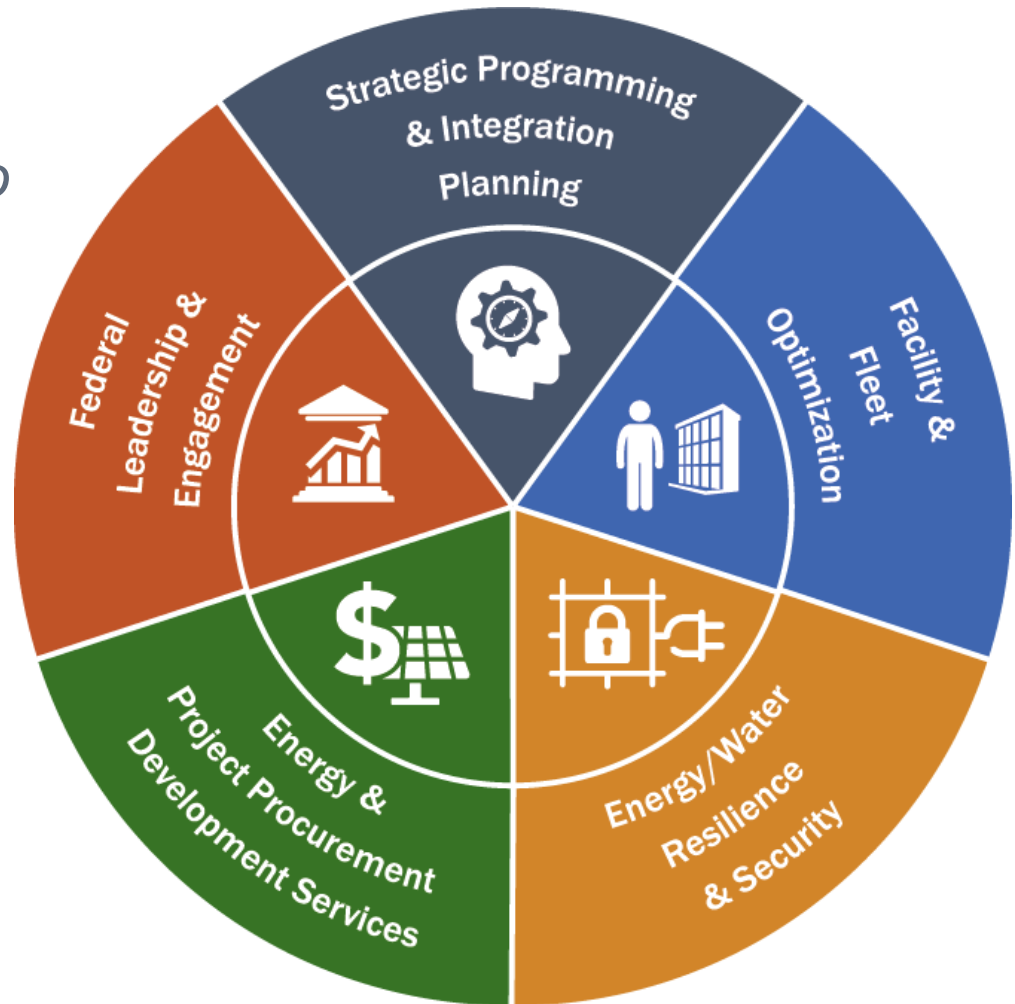 Strategic Programming
& Integration
Planning
Facility &
Fleet
Optimization
Energy/Water
Resilience
& Security
Energy &
Project Procurement
Development Services
Federal
Leadership &
Engagement
$